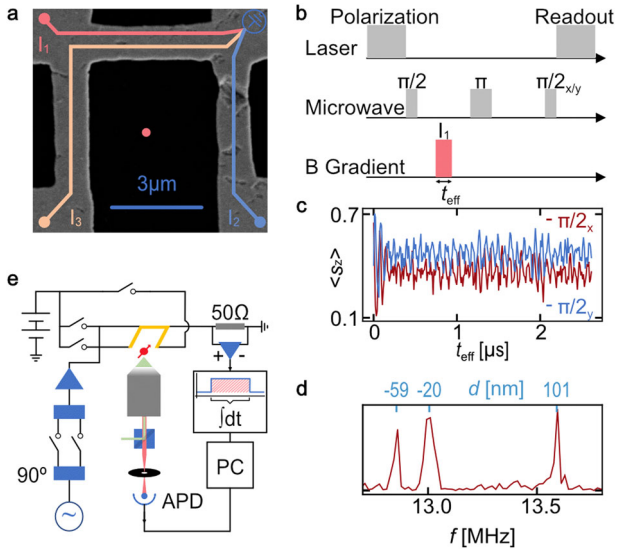 a
I₁
3µm
I₃
I₂
b
Polarization
Readout
Laser
π/2
π
π/2x/y
Microwave
I₁
B Gradient
teff
c
0.7
- π/2x
<sz>
- π/2y
0.1
0
1
2
teff [µs]
d
-59
-20
d [nm]
101
13.0
13.5
f [MHz]
e
50Ω
+
-
∫dt
90º
PC
APD
~